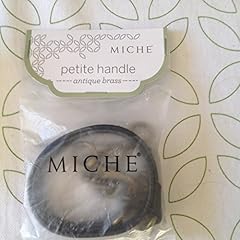 MICHE
petite handle
antique brass
MICHE®